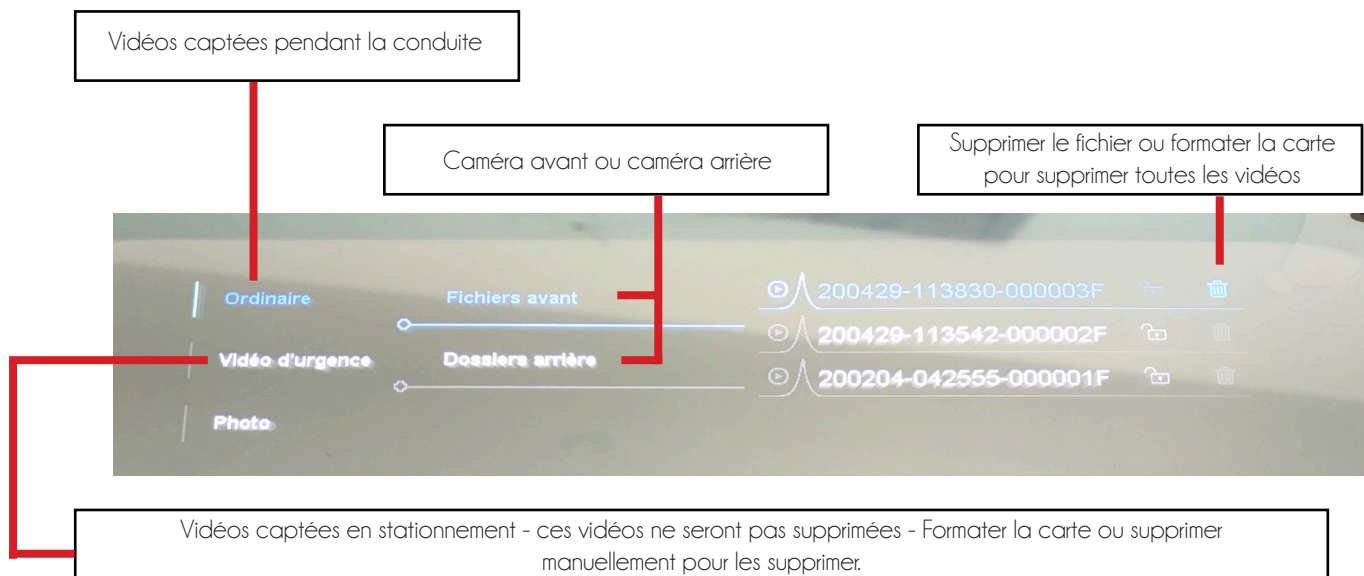 Vidéos captées pendant la conduite
Caméra avant ou caméra arrière
Supprimer le fichier ou formater la carte
pour supprimer toutes les vidéos
Ordinaire
Fichiers avant
200429-113830-000003F
200429-113542-000002F
Vidéo d'urgence
Dossiers arrière
200204-042555-000001F
Photo
Vidéos captées en stationnement - ces vidéos ne seront pas supprimées - Formater la carte ou supprimer
manuellement pour les supprimer.